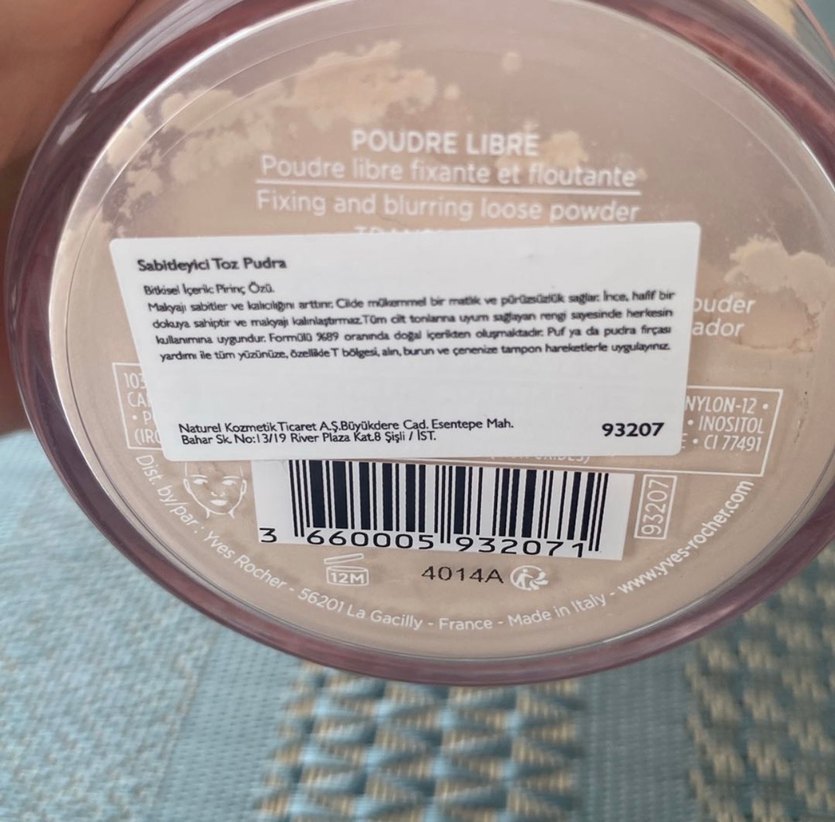 POUDRE LIBRE
Poudre libre fixante et floutante
Fixing and blurring loose powder
Sabitleyici Toz Pudra
Bitkisel İçerik: Pirinç Özü.
Makyajı sabitler ve kalıcılığını arttırır. Cilde mükemmel bir matlık ve pürüzsüzlük sağlar. İnce, hafif bir
dokuya sahiptir ve makyajı kalınlaştırmaz.Tüm cilt tonlarına uyum sağlayan rengi sayesinde herkesin
kullanımına uygundur. Formülü %89 oranında doğal içerikten oluşmaktadır. Puf ya da pudra fırçası
yardımı ile tüm yüzünüze, özellikle T bölgesi, alın, burun ve çenenize tampon hareketlerle uygulayınız.
Naturel Kozmetik Ticaret A.Ş.Büyükdere Cad. Esentepe Mah.
Bahar Sk. No:13/19 River Plaza Kat.8 Şişli / İST.
93207
ouder
ador
103
CA
• P
(IRO
NYLON-12 •
• INOSITOL
• CI 77491
93207
3 660005 932071
12M
4014A
Dist. by/par : Yves Rocher - 56201 La Gacilly - France - Made in Italy - www.yves-rocher.com